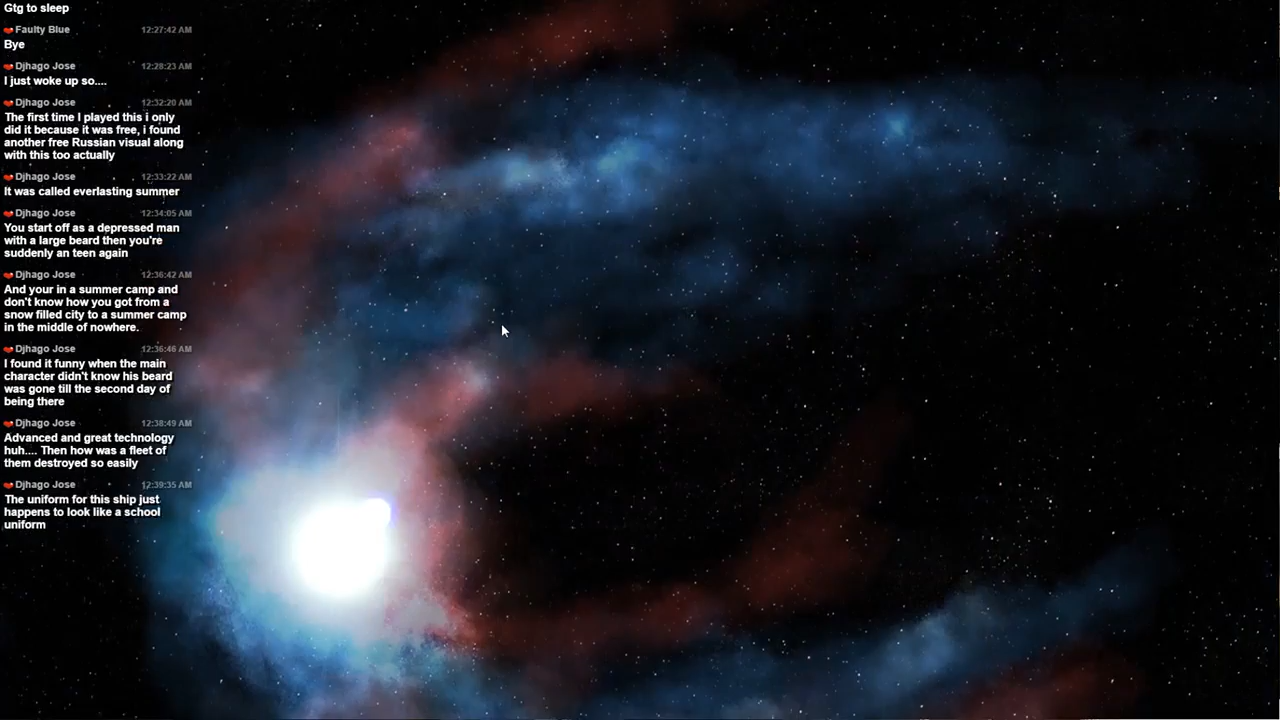 Gtg to sleep
Faulty Blue 12:27:42 AM
Bye
Djhago Jose 12:28:23 AM
I just woke up so....
Djhago Jose 12:32:20 AM
The first time I played this i only
did it because it was free, i found
another free Russian visual along
with this too actually
Djhago Jose 12:33:22 AM
It was called everlasting summer
Djhago Jose 12:34:05 AM
You start off as a depressed man
with a large beard then you're
suddenly an teen again
Djhago Jose 12:36:42 AM
And your in a summer camp and
don't know how you got from a
snow filled city to a summer camp
in the middle of nowhere.
Djhago Jose 12:36:46 AM
I found it funny when the main
character didn't know his beard
was gone till the second day of
being there
Djhago Jose 12:38:49 AM
Advanced and great technology
huh.... Then how was a fleet of
them destroyed so easily
Djhago Jose 12:39:35 AM
The uniform for this ship just
happens to look like a school
uniform